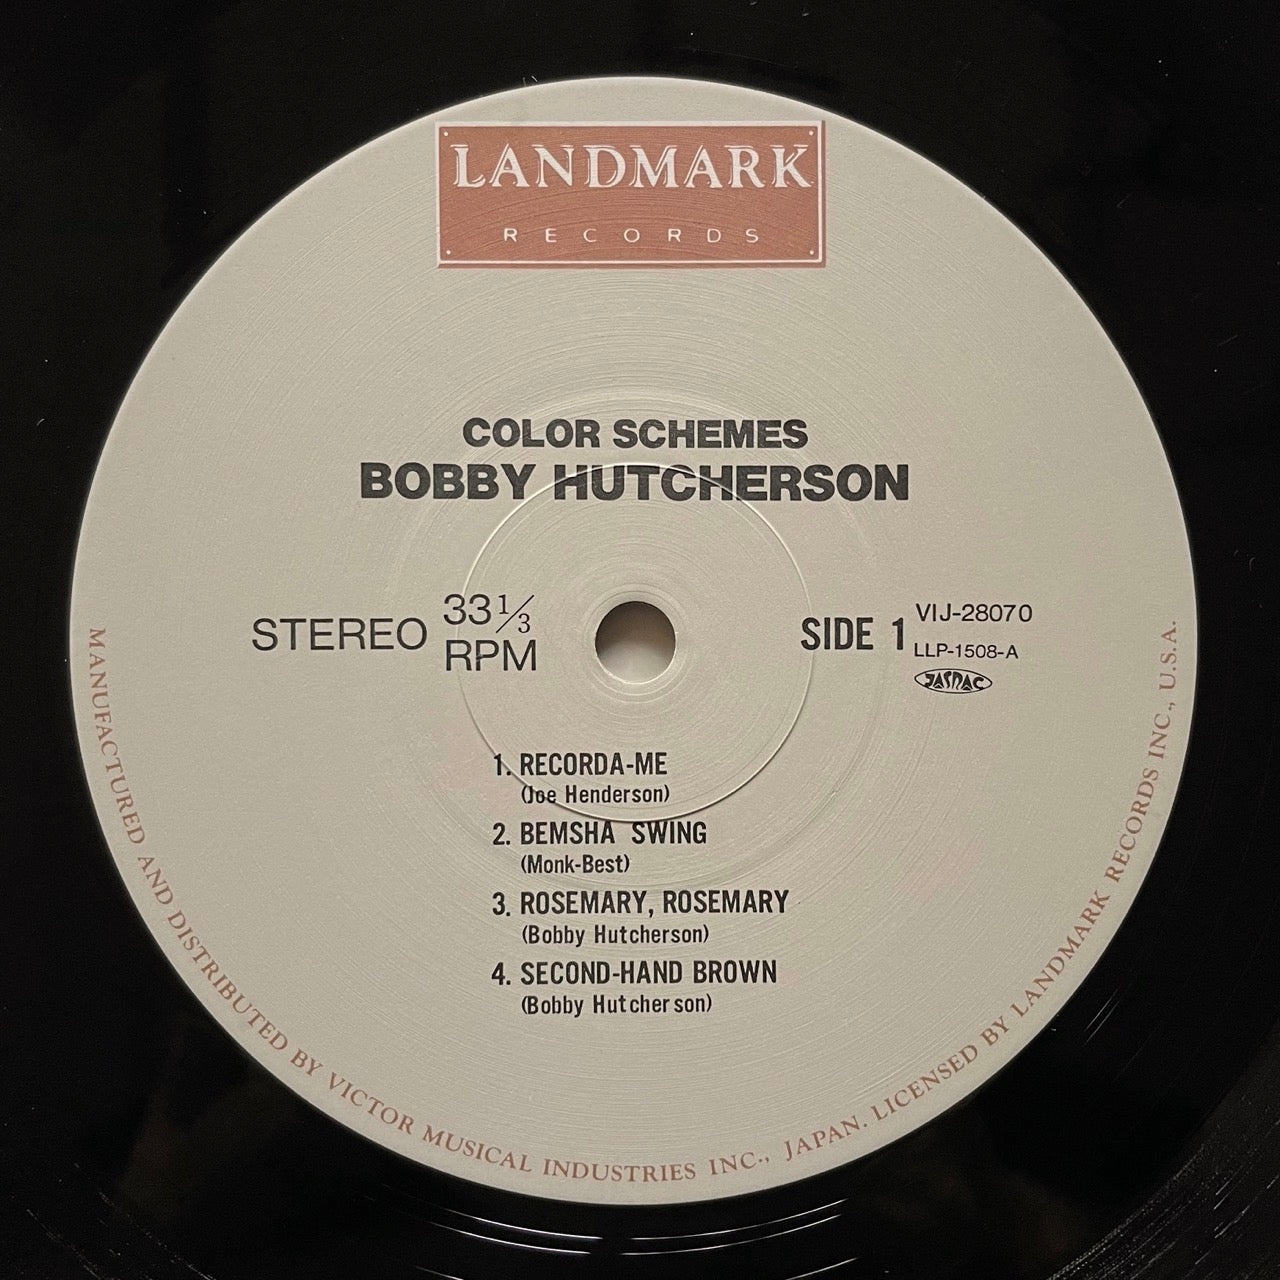 LANDMARK
RECORDS
COLOR SCHEMES
BOBBY HUTCHERSON
STEREO 33 1/3 RPM
SIDE 1
VIJ-28070
LLP-1508-A
JASRAC
1. RECORDA-ME
(Joe Henderson)
2. BEMSHA SWING
(Monk-Best)
3. ROSEMARY, ROSEMARY
(Bobby Hutcherson)
4. SECOND-HAND BROWN
(Bobby Hutcherson)
MANUFACTURED AND DISTRIBUTED BY VICTOR MUSICAL INDUSTRIES INC., JAPAN. LICENSED BY LANDMARK RECORDS INC., U.S.A.